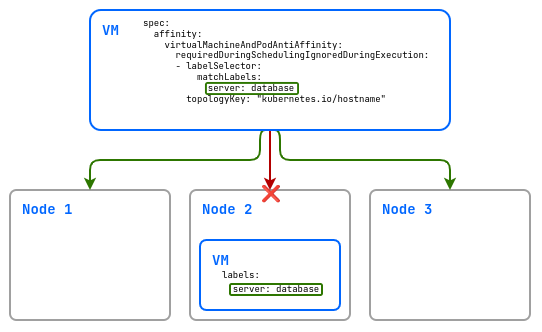 VM
spec:
  affinity:
    virtualMachineAndPodAntiAffinity:
      requiredDuringSchedulingIgnoredDuringExecution:
      - labelSelector:
          matchLabels:
            server: database
        topologyKey: "kubernetes.io/hostname"
Node 1
Node 2
Node 3
VM
labels:
  server: database